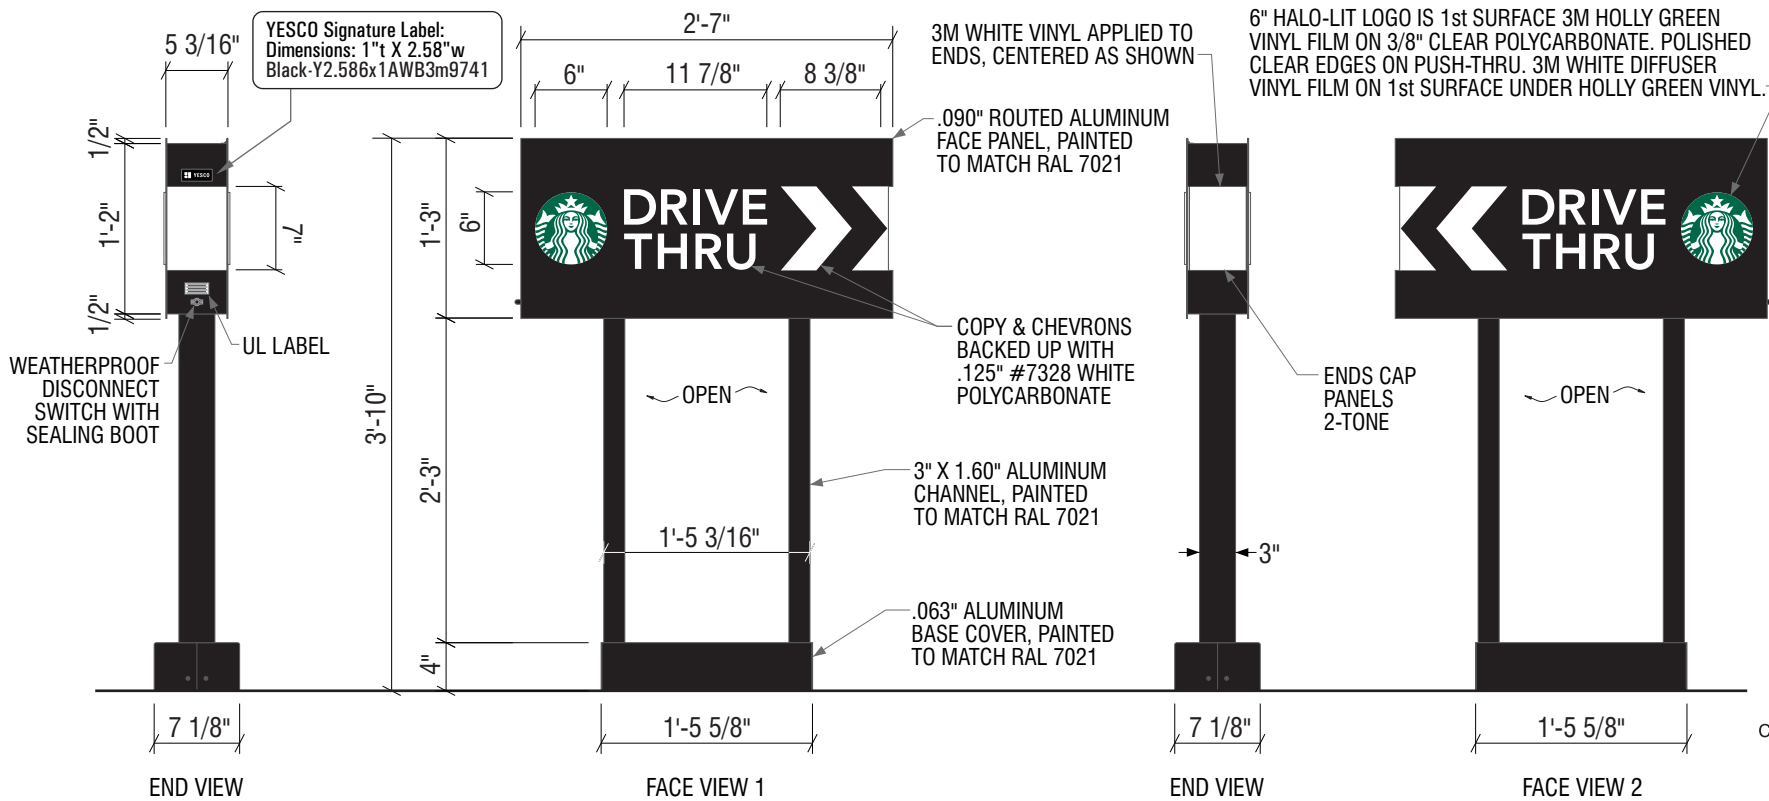 YESCO Signature Label:
Dimensions: 1"t X 2.58"w
Black-Y2.586x1AWB3m9741
5 3/16"
1/2"
1'-2"
1/2"
7"
YESCO
UL LABEL
WEATHERPROOF
DISCONNECT
SWITCH WITH
SEALING BOOT
7 1/8"
END VIEW
2'-7"
6"
11 7/8"
8 3/8"
3'-10"
1'-3"
6"
2'-3"
4"
DRIVE
THRU
OPEN
1'-5 3/16"
1'-5 5/8"
FACE VIEW 1
3M WHITE VINYL APPLIED TO
ENDS, CENTERED AS SHOWN
.090" ROUTED ALUMINUM
FACE PANEL, PAINTED
TO MATCH RAL 7021
COPY & CHEVRONS
BACKED UP WITH
.125" #7328 WHITE
POLYCARBONATE
3" X 1.60" ALUMINUM
CHANNEL, PAINTED
TO MATCH RAL 7021
.063" ALUMINUM
BASE COVER, PAINTED
TO MATCH RAL 7021
ENDS CAP
PANELS
2-TONE
3"
7 1/8"
END VIEW
6" HALO-LIT LOGO IS 1st SURFACE 3M HOLLY GREEN
VINYL FILM ON 3/8" CLEAR POLYCARBONATE. POLISHED
CLEAR EDGES ON PUSH-THRU. 3M WHITE DIFFUSER
VINYL FILM ON 1st SURFACE UNDER HOLLY GREEN VINYL.
DRIVE
THRU
OPEN
1'-5 5/8"
FACE VIEW 2